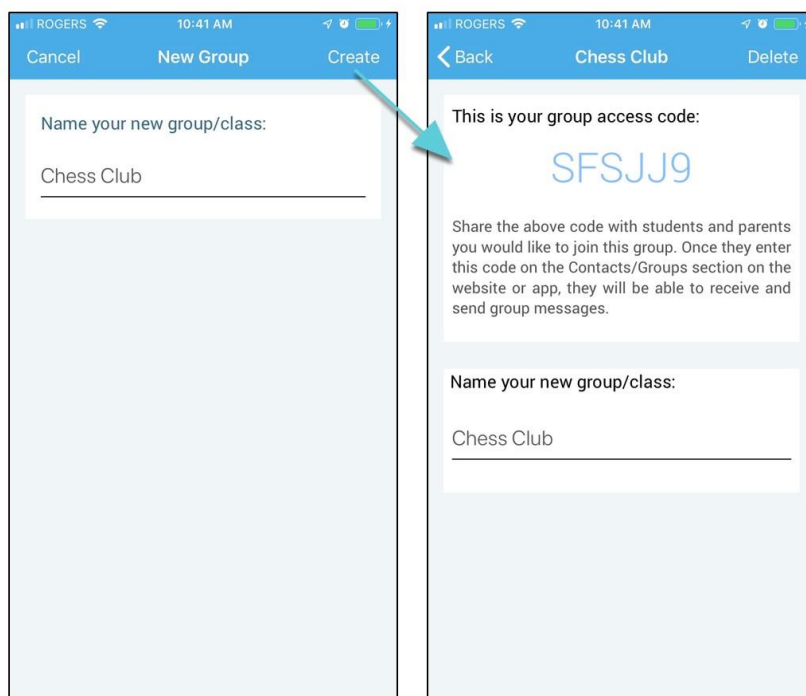 ROGERS 10:41 AM
Cancel New Group Create
Name your new group/class:
Chess Club
ROGERS 10:41 AM
Back Chess Club Delete
This is your group access code:
SFSJJ9
Share the above code with students and parents
you would like to join this group. Once they enter
this code on the Contacts/Groups section on the
website or app, they will be able to receive and
send group messages.
Name your new group/class:
Chess Club